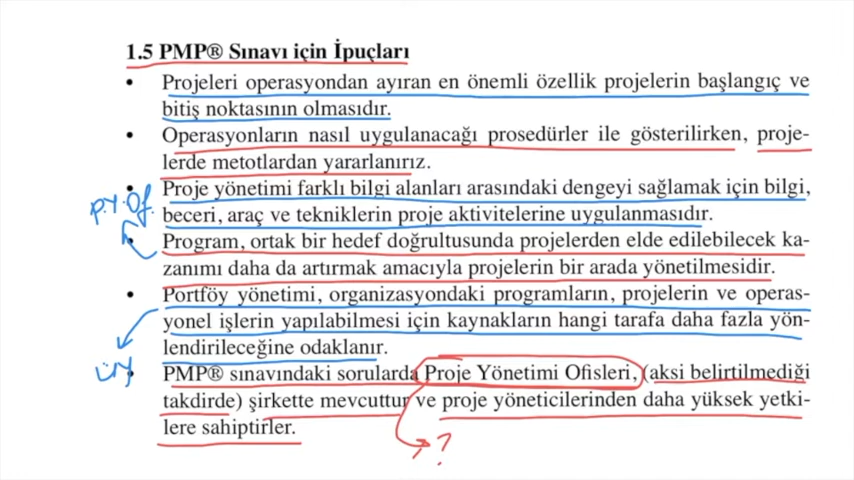 1.5 PMP® Sınavı için İpuçları
• Projeleri operasyondan ayıran en önemli özellik projelerin başlangıç ve
bitiş noktasının olmasıdır.
• Operasyonların nasıl uygulanacağı prosedürler ile gösterilirken, proje-
lerde metotlardan yararlanırız.
• Proje yönetimi farklı bilgi alanları arasındaki dengeyi sağlamak için bilgi,
P.Y.Of.
beceri, araç ve tekniklerin proje aktivitelerine uygulanmasıdır.
• Program, ortak bir hedef doğrultusunda projelerden elde edilebilecek ka-
zanımı daha da artırmak amacıyla projelerin bir arada yönetilmesidir.
• Portföy yönetimi, organizasyondaki programların, projelerin ve operas-
yonel işlerin yapılabilmesi için kaynakların hangi tarafa daha fazla yön-
lendirileceğine odaklanır.
• PMP® sınavındaki sorularda Proje Yönetimi Ofisleri, (aksi belirtilmediği
takdirde) şirkette mevcuttur ve proje yöneticilerinden daha yüksek yetki-
lere sahiptirler.
?